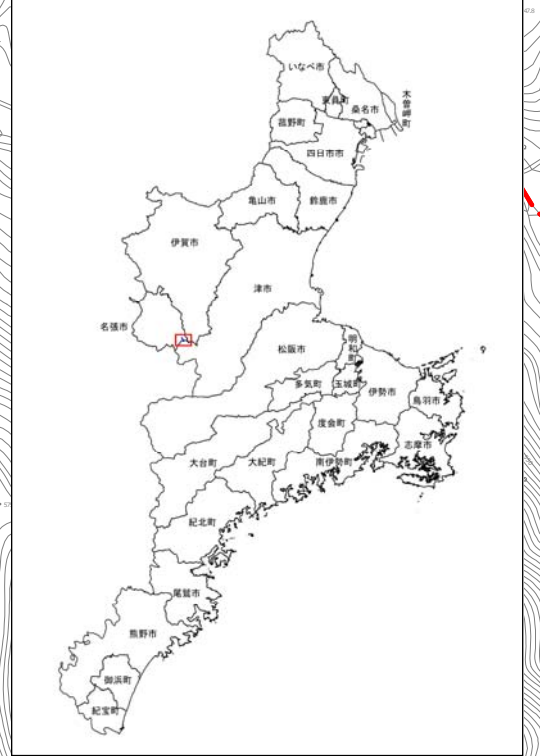 いなべ市
東員町
桑名市
木曽岬町
菰野町
四日市市
亀山市
鈴鹿市
伊賀市
津市
名張市
松阪市
明和町
多気町
玉城町
伊勢市
鳥羽市
度会町
志摩市
大台町
大紀町
南伊勢町
紀北町
尾鷲市
熊野市
御浜町
紀宝町